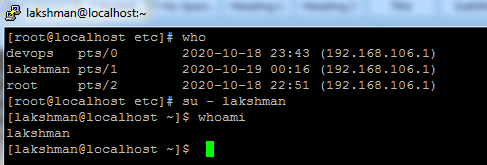 lakshman@localhost:~
[root@localhost etc]# who
devops   pts/0        2020-10-18 23:43 (192.168.106.1)
lakshman pts/1        2020-10-19 00:16 (192.168.106.1)
root     pts/2        2020-10-18 22:51 (192.168.106.1)
[root@localhost etc]# su - lakshman
[lakshman@localhost ~]$ whoami
lakshman
[lakshman@localhost ~]$